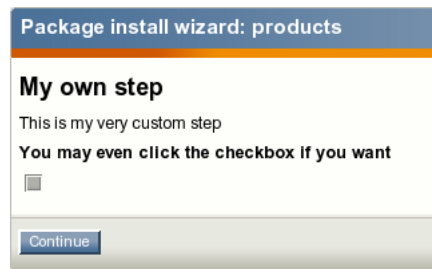 Package install wizard: products
My own step
This is my very custom step
You may even click the checkbox if you want
Continue